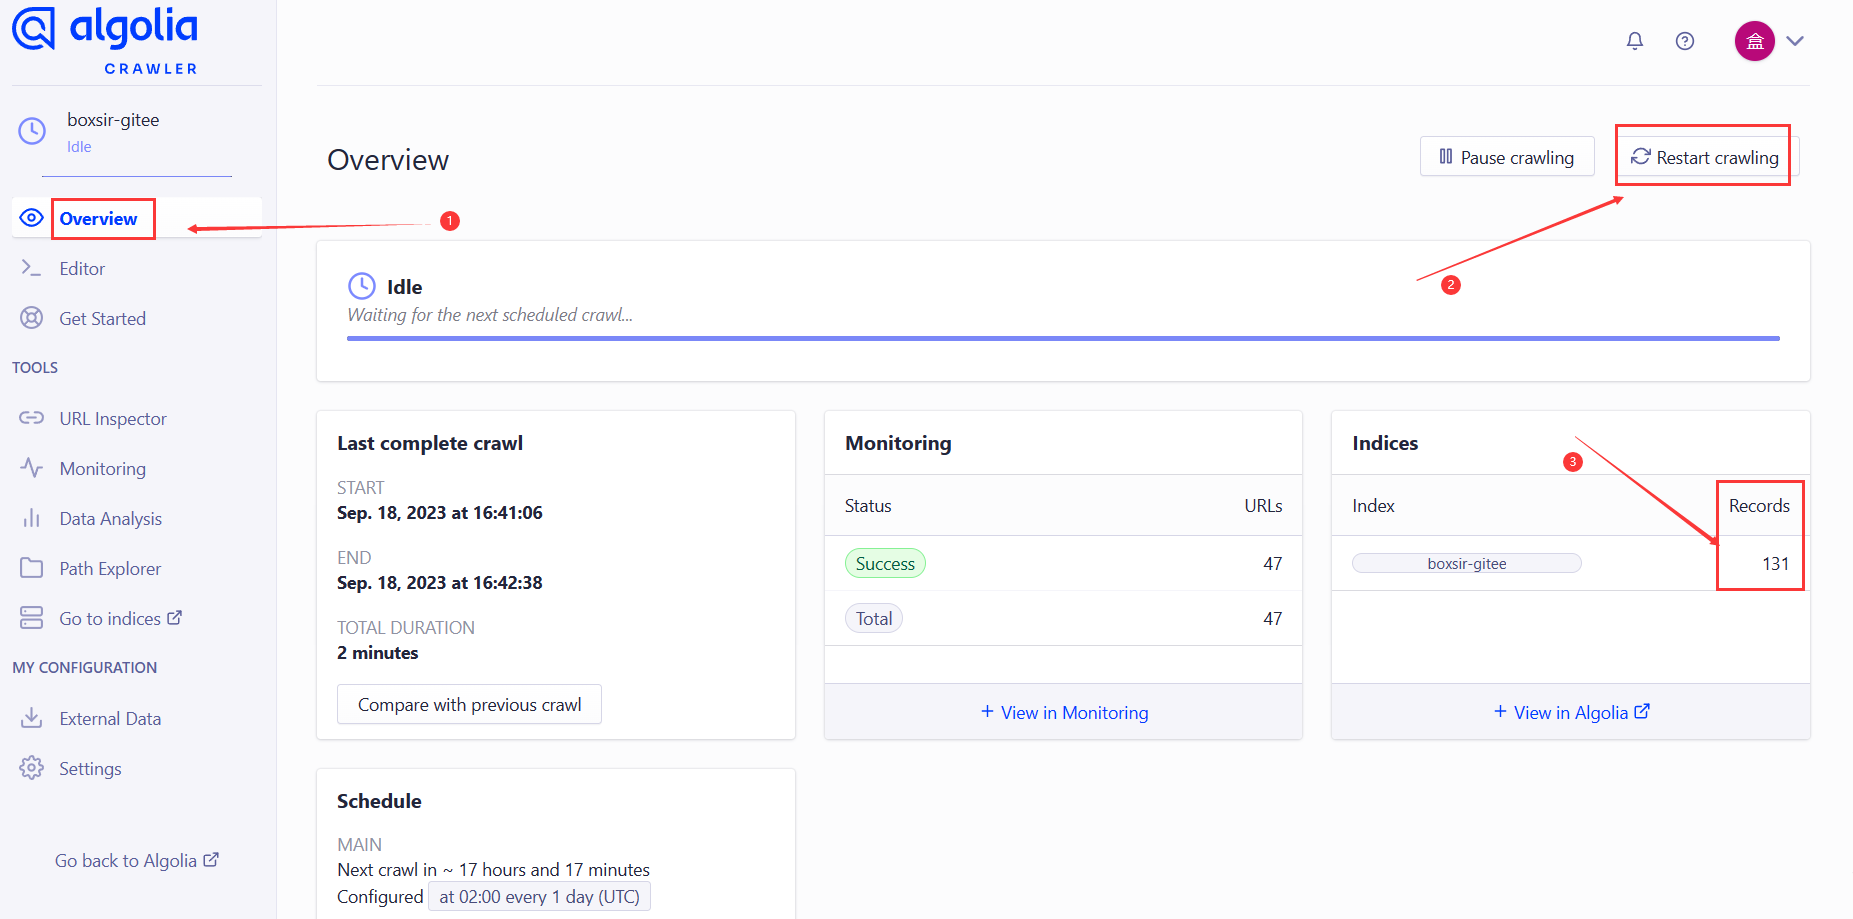 algolia
CRAWLER
盒
boxsir-gitee
Idle
Overview
Pause crawling
Restart crawling
Overview
1
Editor
2
Idle
Waiting for the next scheduled crawl...
Get Started
TOOLS
URL Inspector
Monitoring
Data Analysis
Path Explorer
Go to indices
MY CONFIGURATION
External Data
Settings
Go back to Algolia
Last complete crawl
START
Sep. 18, 2023 at 16:41:06
END
Sep. 18, 2023 at 16:42:38
TOTAL DURATION
2 minutes
Compare with previous crawl
Monitoring
Status URLs
Success 47
Total 47
+ View in Monitoring
Indices
3
Index Records
boxsir-gitee 131
+ View in Algolia
Schedule
MAIN
Next crawl in ~ 17 hours and 17 minutes
Configured at 02:00 every 1 day (UTC)